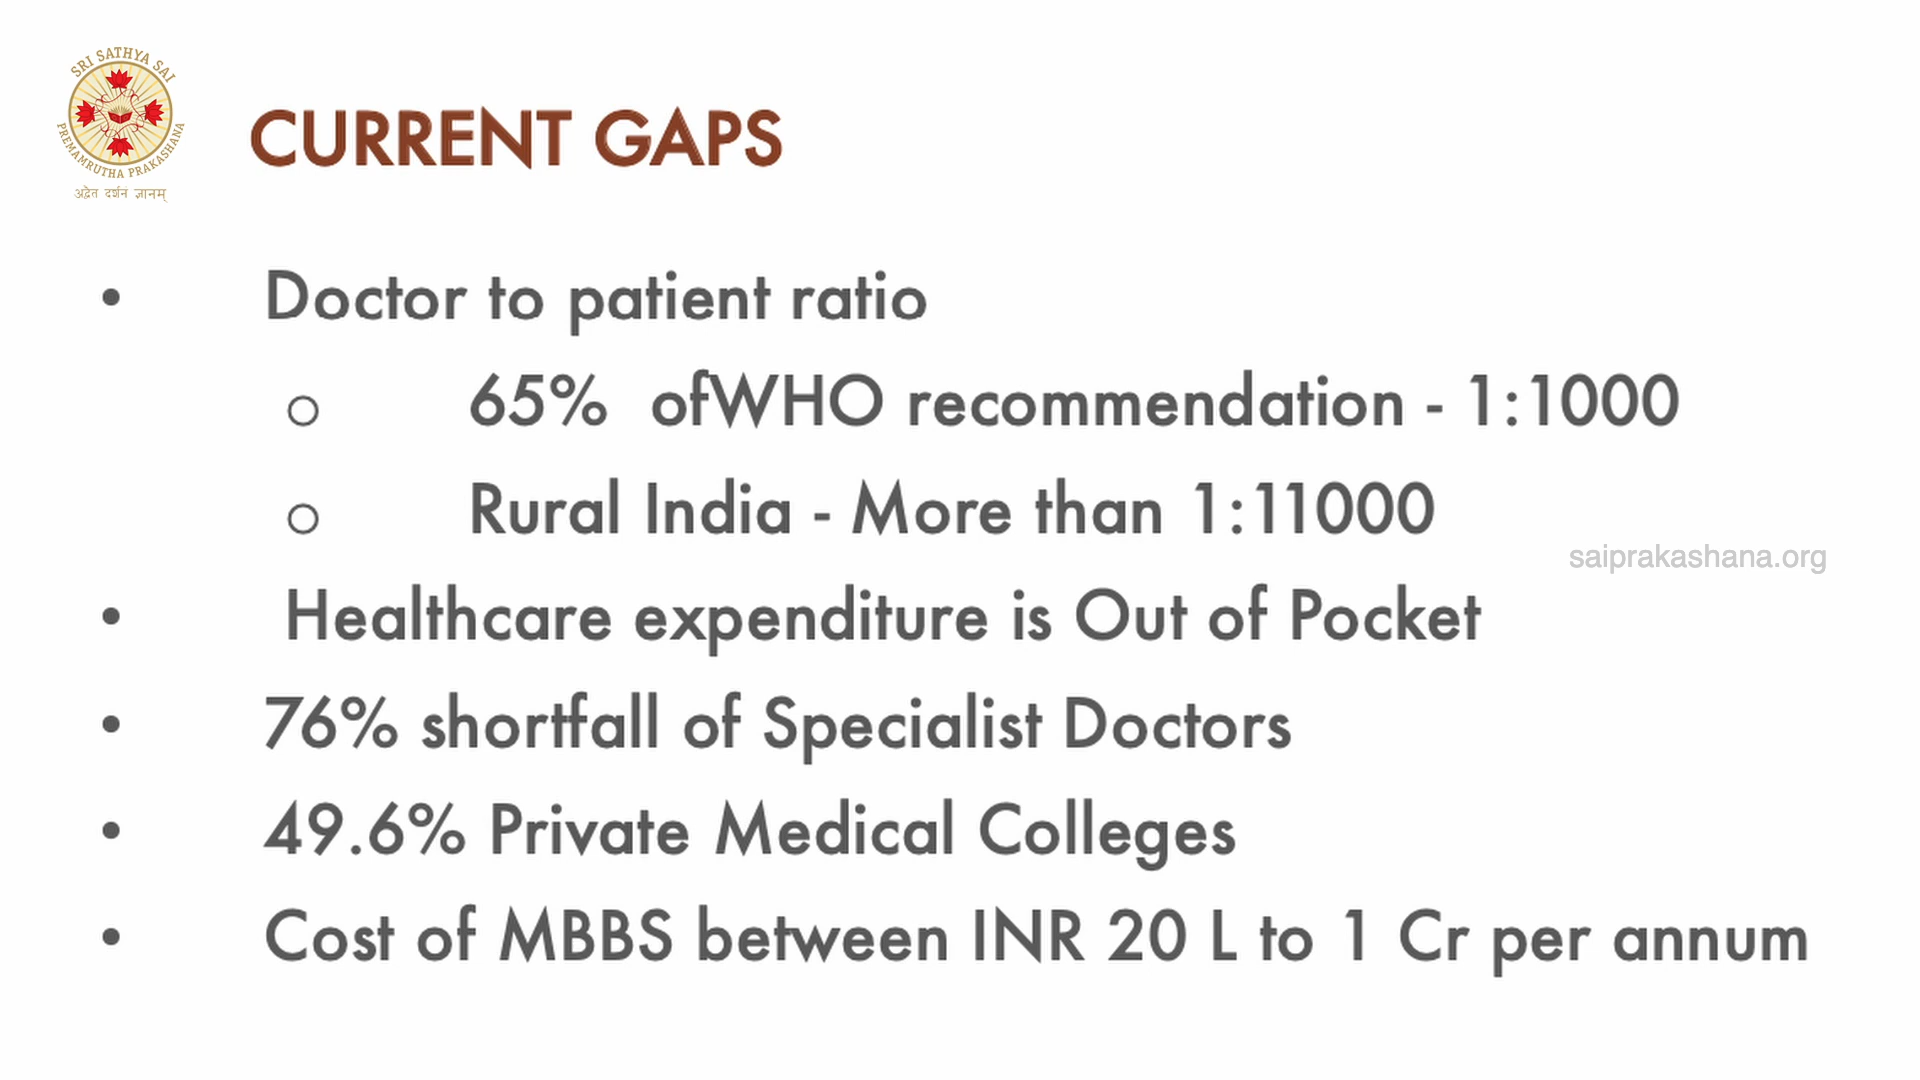 SRI SATHYA SAI
PREMAMRUTHA PRAKASHANA
अद्वैत दर्शनं ज्ञानम्
CURRENT GAPS
• Doctor to patient ratio
o 65% ofWHO recommendation - 1:1000
o Rural India - More than 1:11000
saiprakashana.org
• Healthcare expenditure is Out of Pocket
• 76% shortfall of Specialist Doctors
• 49.6% Private Medical Colleges
• Cost of MBBS between INR 20 L to 1 Cr per annum